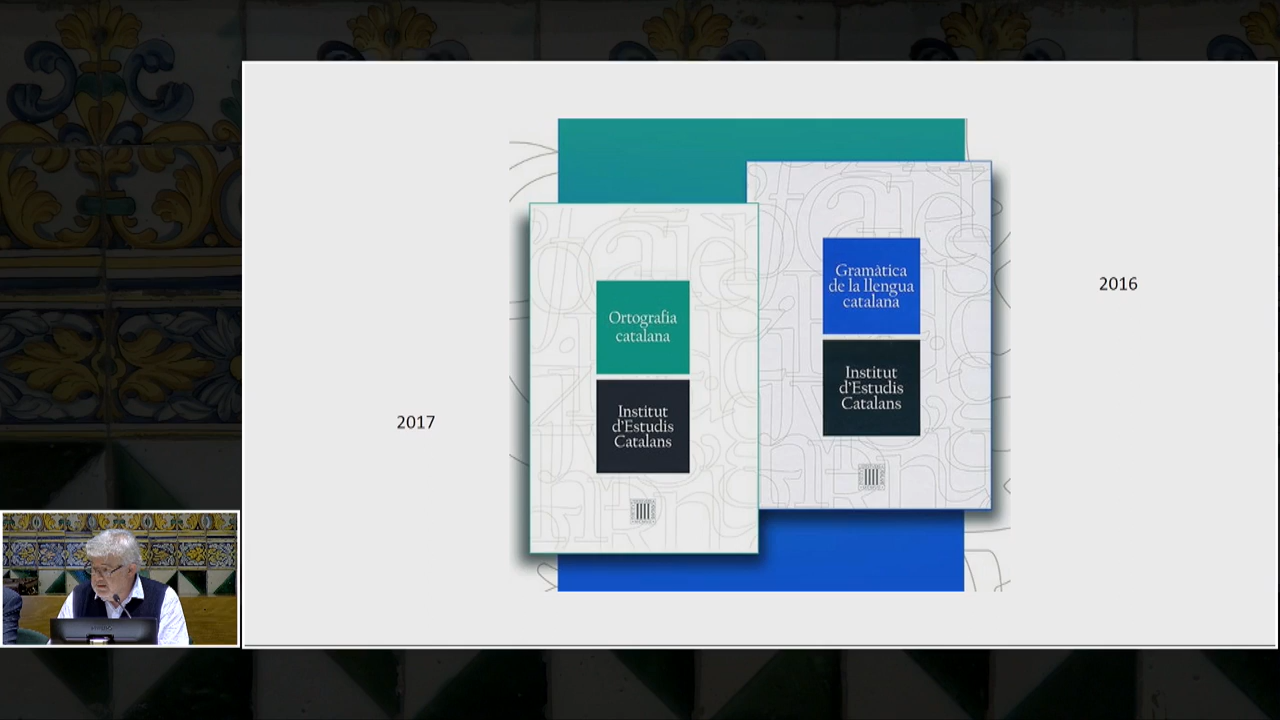 Gramàtica
de la llengua
catalana
Institut
d'Estudis
Catalans
2016
Ortografia
catalana
Institut
d'Estudis
Catalans
2017